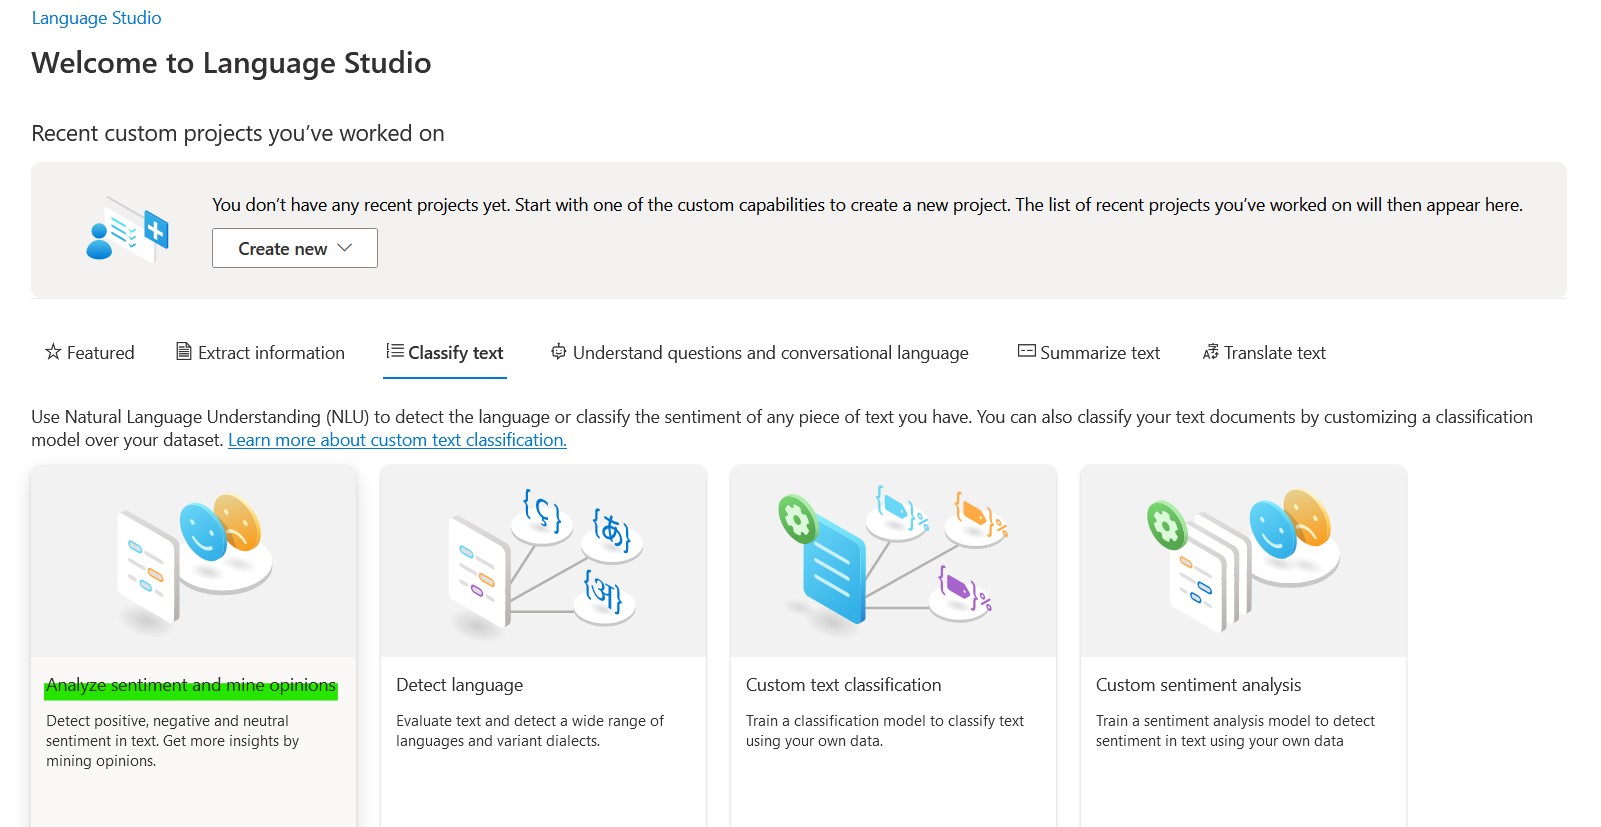 Language Studio
Welcome to Language Studio
Recent custom projects you’ve worked on
You don’t have any recent projects yet. Start with one of the custom capabilities to create a new project. The list of recent projects you’ve worked on will then appear here.
Create new
Featured
Extract information
Classify text
Understand questions and conversational language
Summarize text
Translate text
Use Natural Language Understanding (NLU) to detect the language or classify the sentiment of any piece of text you have. You can also classify your text documents by customizing a classification
model over your dataset. Learn more about custom text classification.
{ç}
{あ}
{अ}
%
%
%
Analyze sentiment and mine opinions
Detect positive, negative and neutral
sentiment in text. Get more insights by
mining opinions.
Detect language
Evaluate text and detect a wide range of
languages and variant dialects.
Custom text classification
Train a classification model to classify text
using your own data.
Custom sentiment analysis
Train a sentiment analysis model to detect
sentiment in text using your own data